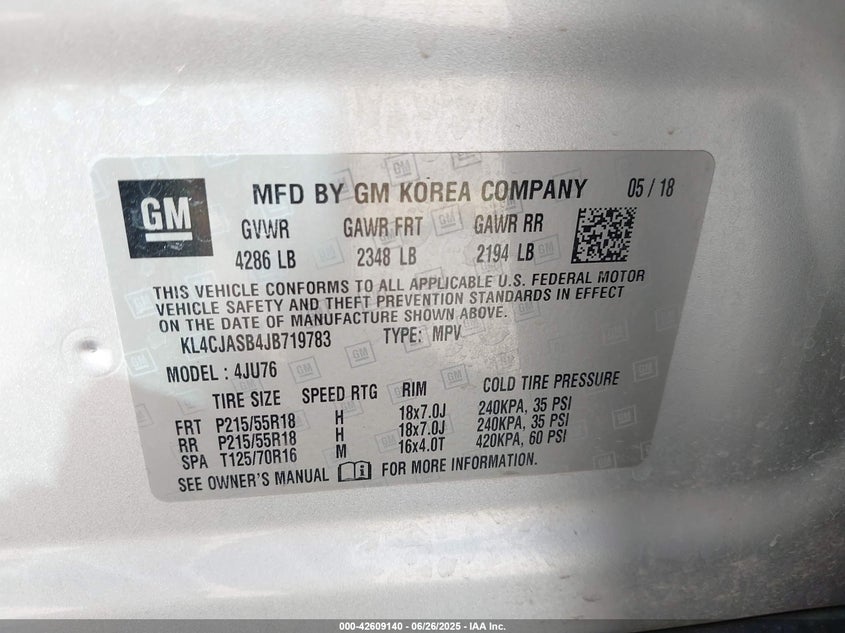 GM
MFD BY GM KOREA COMPANY 05 / 18
GVWR GAWR FRT GAWR RR
4286 LB 2348 LB 2194 LB
THIS VEHICLE CONFORMS TO ALL APPLICABLE U.S. FEDERAL MOTOR
VEHICLE SAFETY AND THEFT PREVENTION STANDARDS IN EFFECT
ON THE DATE OF MANUFACTURE SHOWN ABOVE.
KL4CJASB4JB719783 TYPE: MPV
MODEL : 4JU76
TIRE SIZE SPEED RTG RIM COLD TIRE PRESSURE
FRT P215/55R18 H 18x7.0J 240KPA, 35 PSI
RR P215/55R18 H 18x7.0J 240KPA, 35 PSI
SPA T125/70R16 M 16x4.0T 420KPA, 60 PSI
SEE OWNER'S MANUAL FOR MORE INFORMATION.
000-42609140 - 06/26/2025 - IAA Inc.